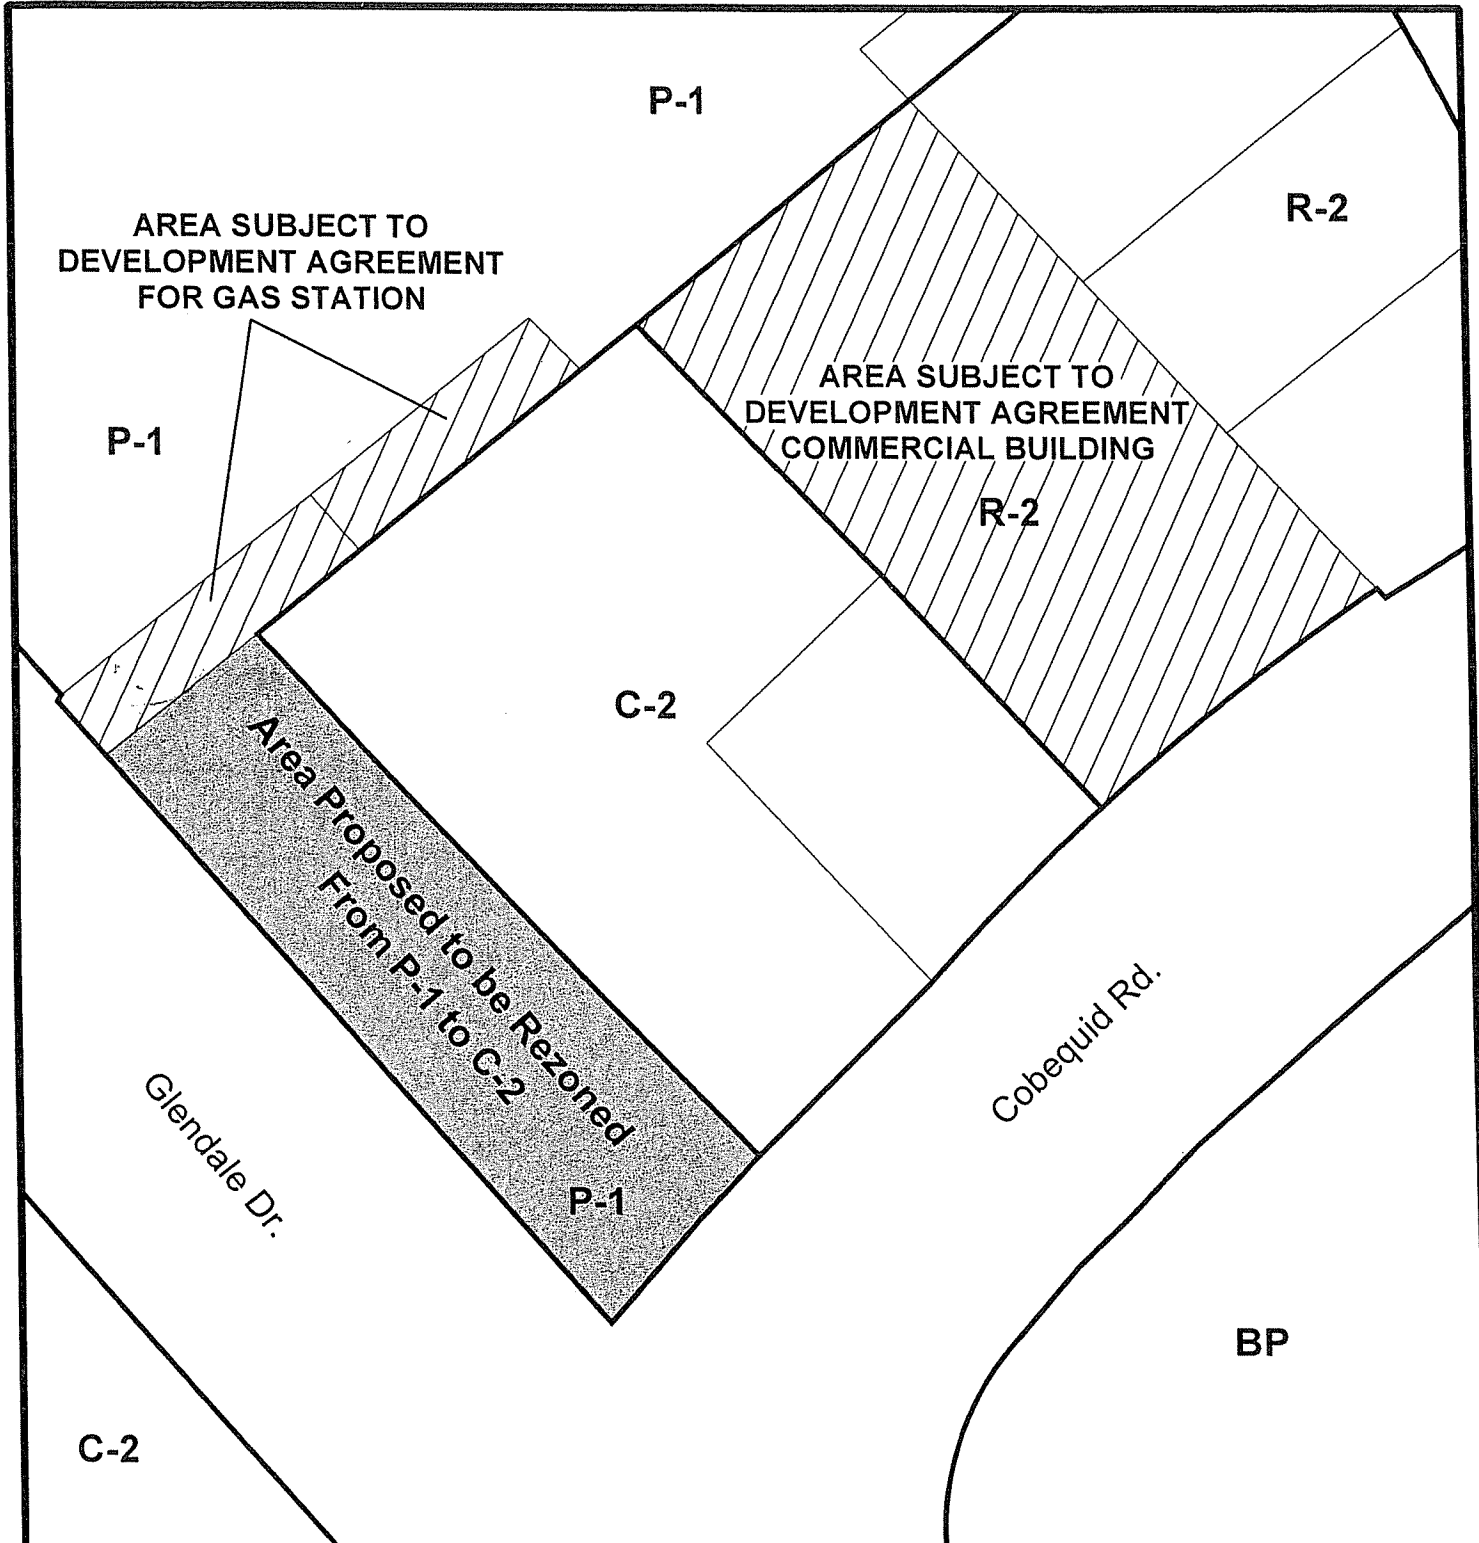 P-1
R-2
AREA SUBJECT TO
DEVELOPMENT AGREEMENT
FOR GAS STATION
AREA SUBJECT TO
DEVELOPMENT AGREEMENT
COMMERCIAL BUILDING
R-2
P-1
C-2
Area Proposed to be Rezoned
From P-1 to C-2
P-1
Cobequid Rd.
Glendale Dr.
BP
C-2